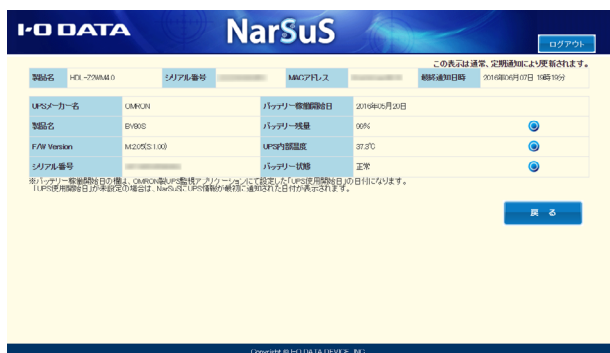 I-O DATA
NarSuS
ログアウト
この表示は通常、定期通知により更新されます。
製品名 HDL-Z2WM4.0 シリアル番号 MACアドレス 最終通知日時 2016年06月07日 19時19分
UPSメーカー名 OMRON バッテリー稼働開始日 2016年05月20日
製品名 BY80S バッテリー残量 96%
F/W Version M:2.05(S:1.00) UPS内部温度 37.3℃
シリアル番号 バッテリー状態 正常
※バッテリー稼働開始日の欄は、OMRON製UPS監視アプリケーションにて設定した「UPS使用開始日」の日付になります。
「UPS使用開始日」が未設定の場合は、NarSuSにUPS情報が最初に通知された日付が表示されます。
戻 る
Copyright © I-O DATA DEVICE, INC.